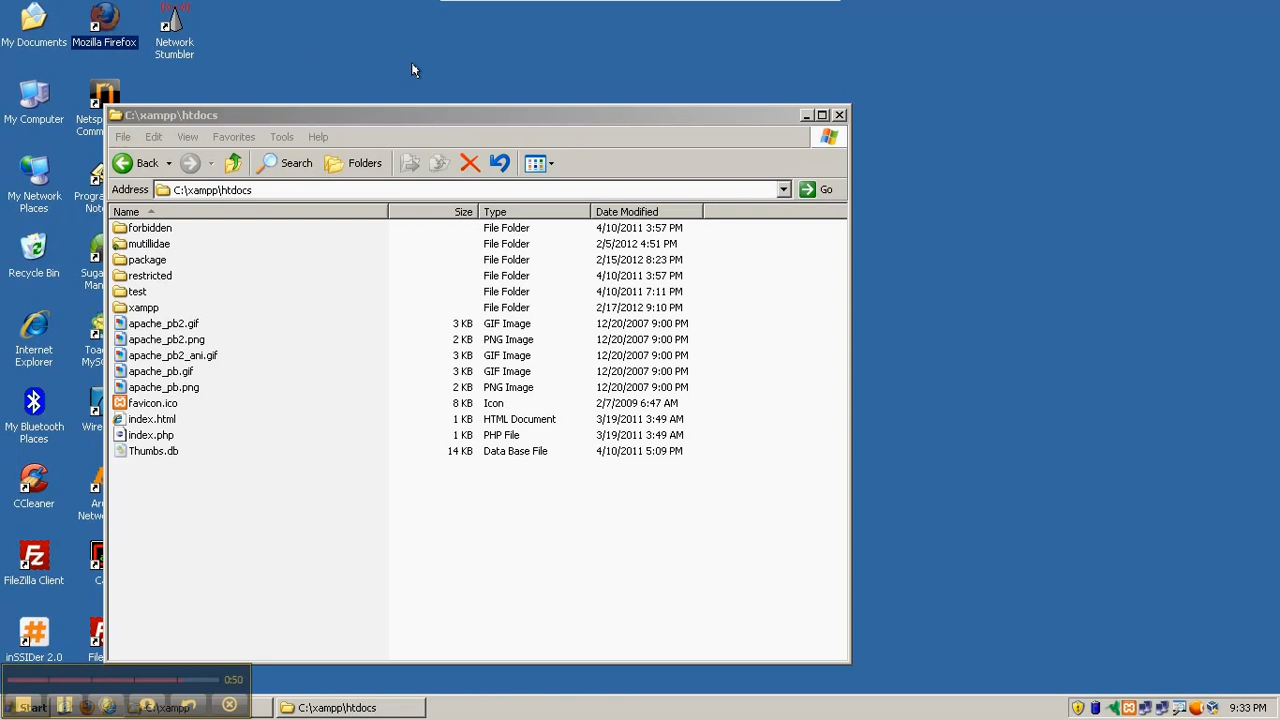 My Documents
Mozilla Firefox
Network
Stumbler
My Computer
Netsp
Comm
My Network
Places
Progra
Note
Recycle Bin
Suga
Mana
Internet
Explorer
Toa
MyS
My Bluetooth
Places
Wire
CCleaner
Aru
Netwo
FileZilla Client
C
inSSIDer 2.0
File
C:\xampp\htdocs
File Edit View Favorites Tools Help
Back Search Folders
Address C:\xampp\htdocs Go
Name Size Type Date Modified
forbidden File Folder 4/10/2011 3:57 PM
mutillidae File Folder 2/5/2012 4:51 PM
package File Folder 2/15/2012 8:23 PM
restricted File Folder 4/10/2011 3:57 PM
test File Folder 4/10/2011 7:11 PM
xampp File Folder 2/17/2012 9:10 PM
apache_pb2.gif 3 KB GIF Image 12/20/2007 9:00 PM
apache_pb2.png 2 KB PNG Image 12/20/2007 9:00 PM
apache_pb2_ani.gif 3 KB GIF Image 12/20/2007 9:00 PM
apache_pb.gif 3 KB GIF Image 12/20/2007 9:00 PM
apache_pb.png 2 KB PNG Image 12/20/2007 9:00 PM
favicon.ico 8 KB Icon 2/7/2009 6:47 AM
index.html 1 KB HTML Document 3/19/2011 3:49 AM
index.php 1 KB PHP File 3/19/2011 3:49 AM
Thumbs.db 14 KB Data Base File 4/10/2011 5:09 PM
0:50
Start C:\xampp C:\xampp\htdocs 9:33 PM